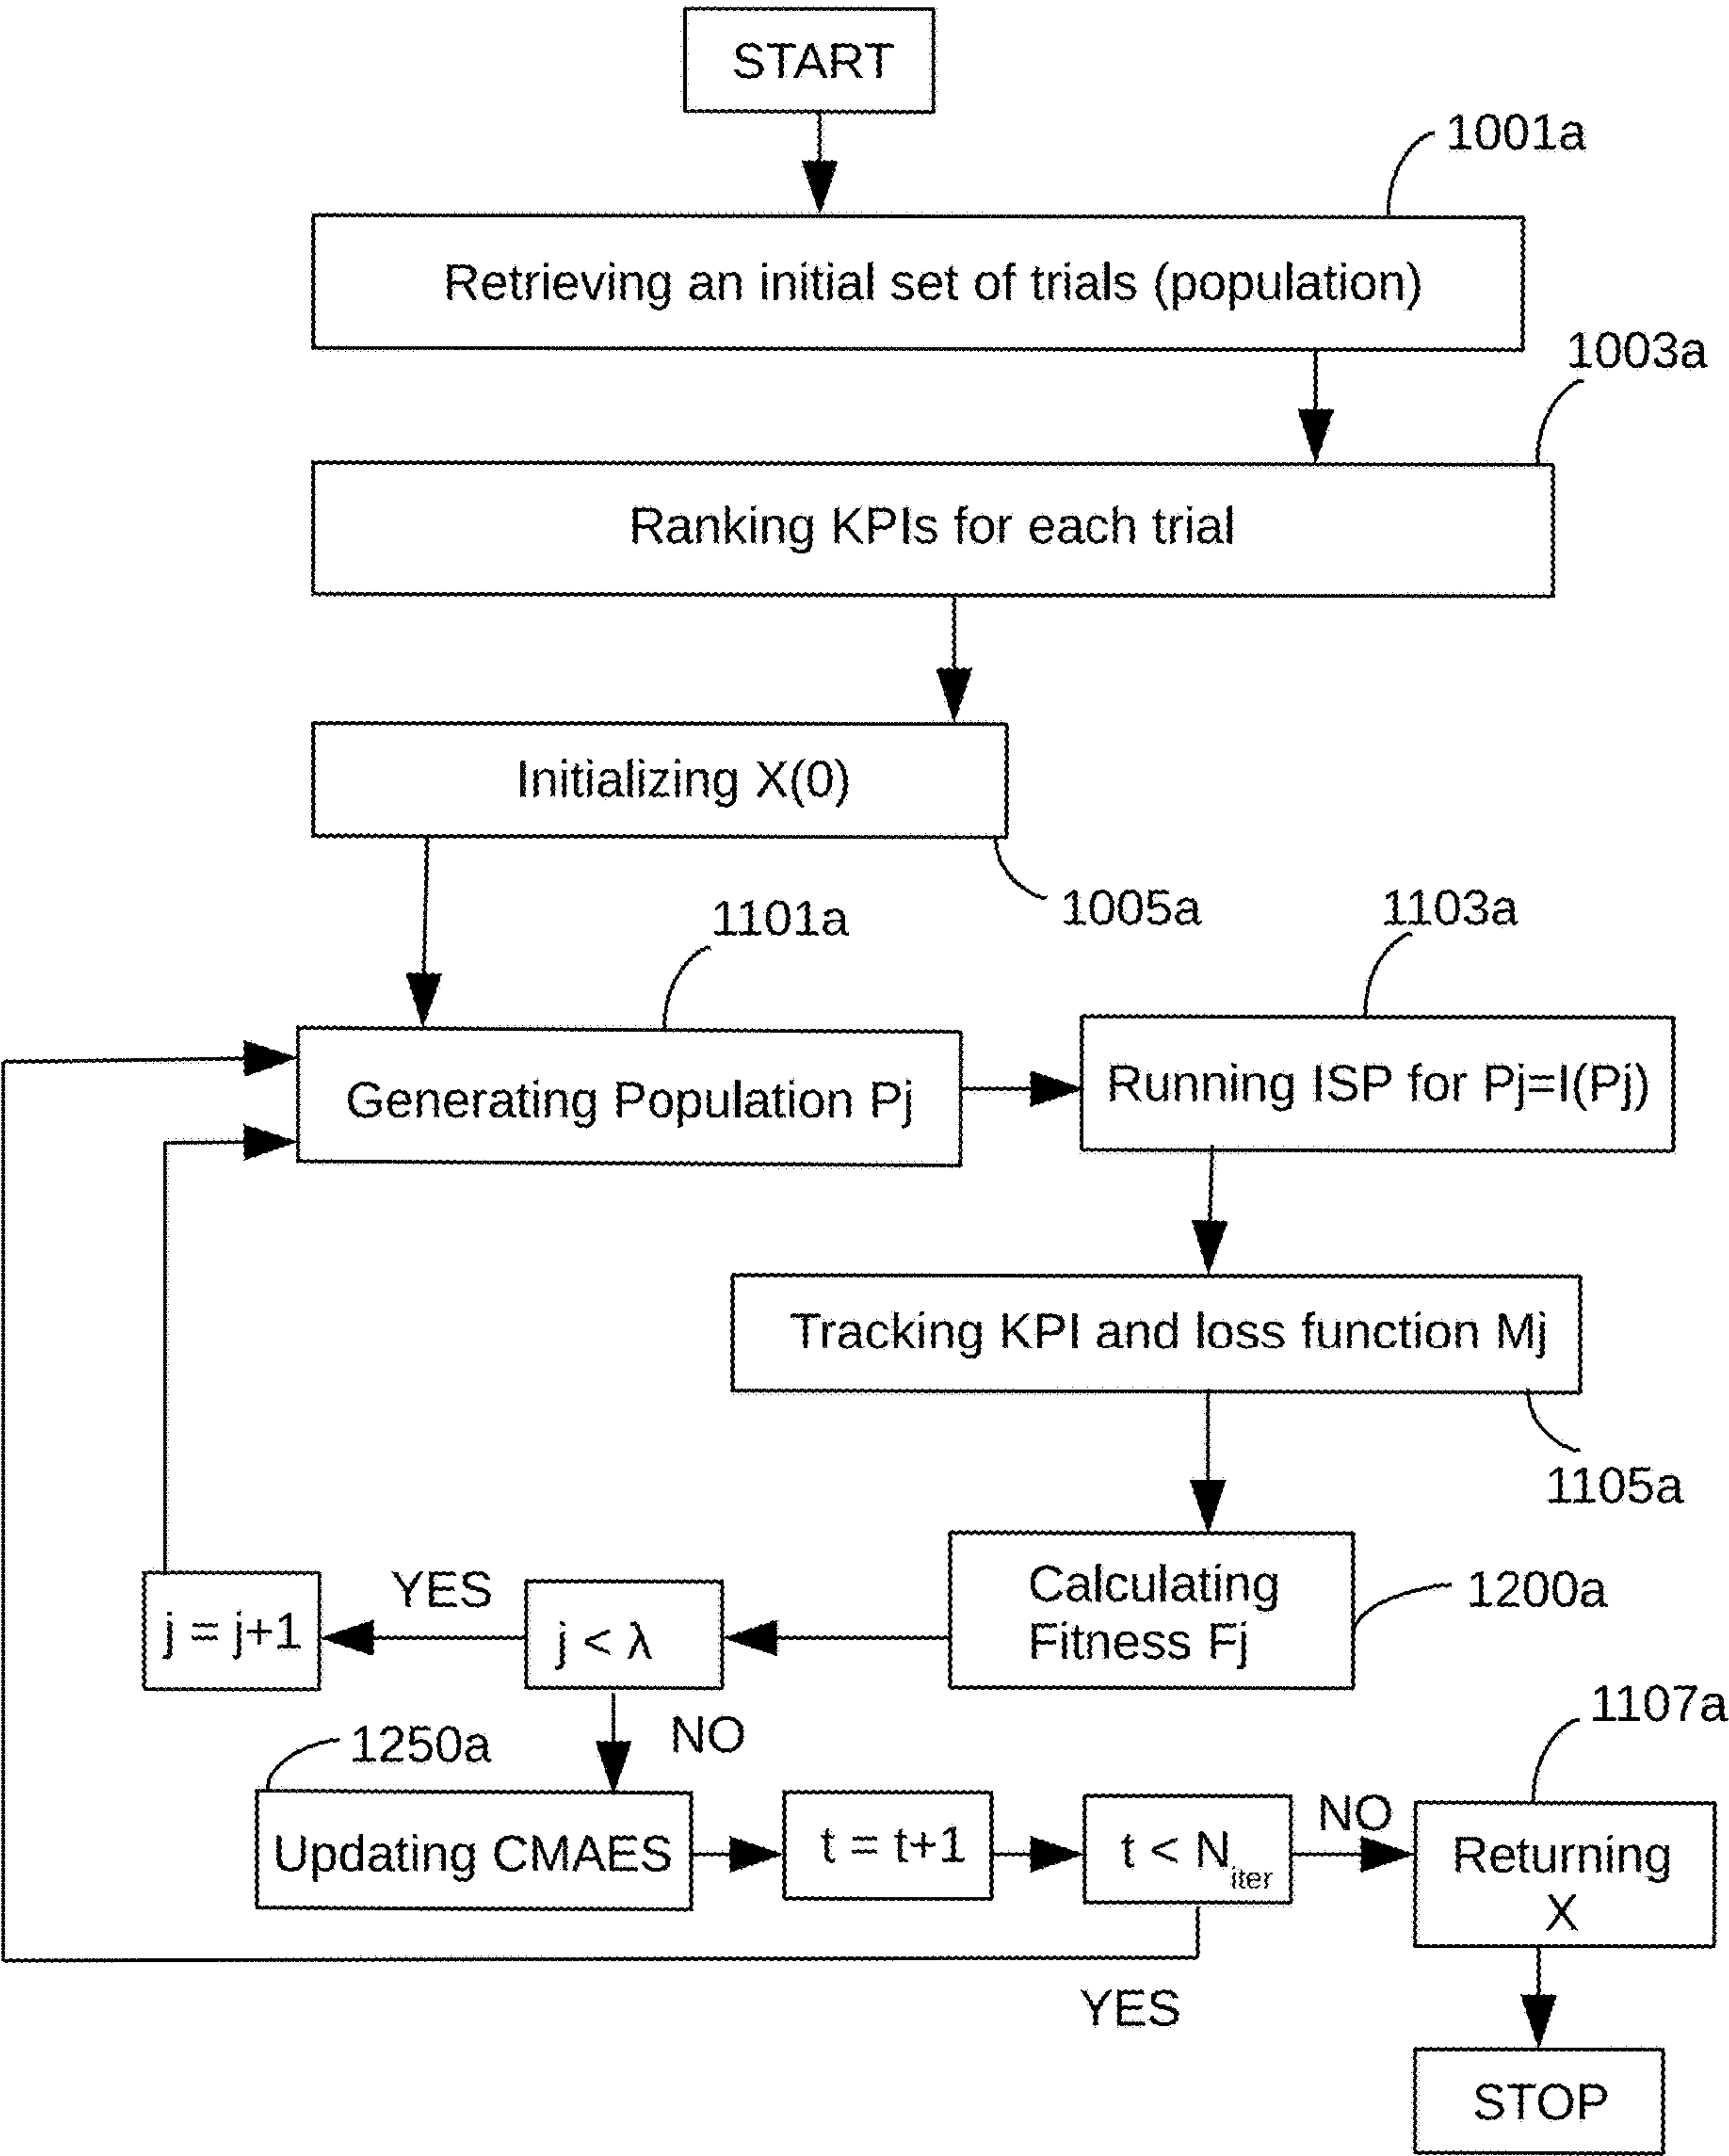 START
1001a
Retrieving an initial set of trials (population)
1003a
Ranking KPIs for each trial
Initializing X(0)
1005a
1101a
1103a
Generating Population Pj
Running ISP for Pj=I(Pj)
Tracking KPI and loss function Mj
1105a
Calculating
Fitness Fj
1200a
j < λ
YES
j = j+1
NO
1250a
Updating CMAES
t = t+1
t < Niter
NO
1107a
Returning
X
YES
STOP